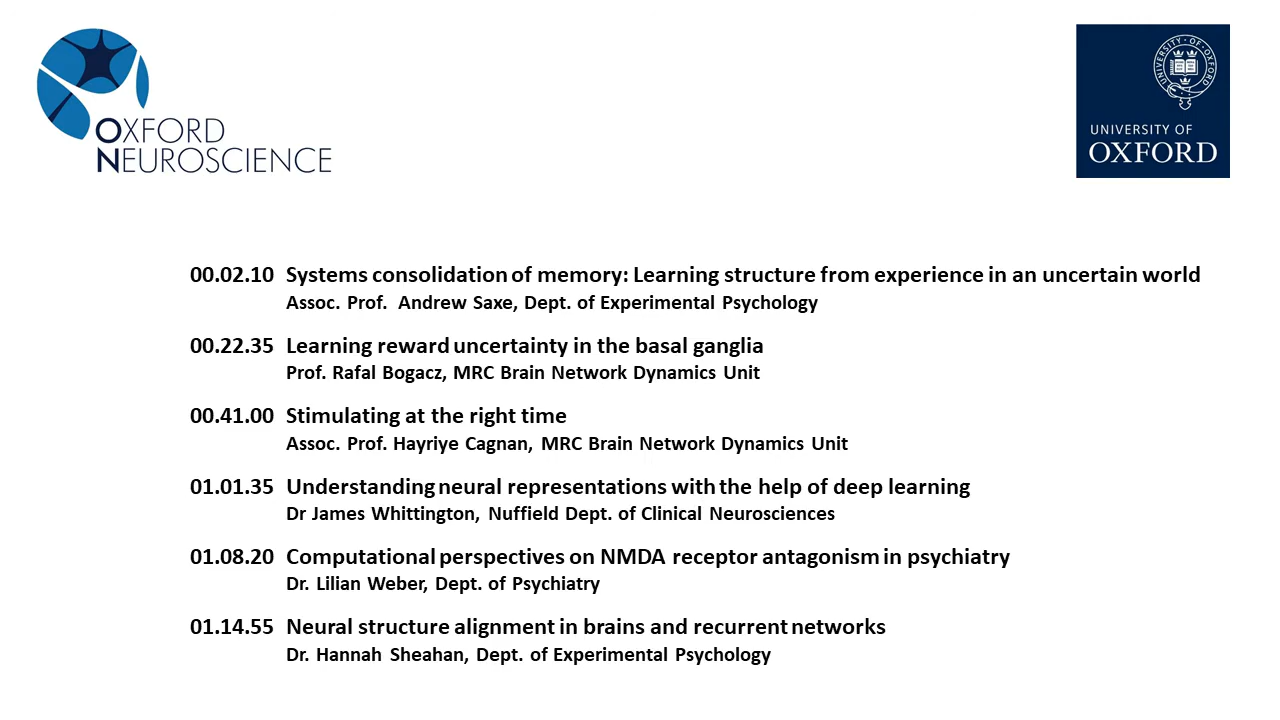 OXFORD
NEUROSCIENCE
UNIVERSITY · OF · OXFORD
UNIVERSITY OF
OXFORD
00.02.10 Systems consolidation of memory: Learning structure from experience in an uncertain world
Assoc. Prof. Andrew Saxe, Dept. of Experimental Psychology
00.22.35 Learning reward uncertainty in the basal ganglia
Prof. Rafal Bogacz, MRC Brain Network Dynamics Unit
00.41.00 Stimulating at the right time
Assoc. Prof. Hayriye Cagnan, MRC Brain Network Dynamics Unit
01.01.35 Understanding neural representations with the help of deep learning
Dr James Whittington, Nuffield Dept. of Clinical Neurosciences
01.08.20 Computational perspectives on NMDA receptor antagonism in psychiatry
Dr. Lilian Weber, Dept. of Psychiatry
01.14.55 Neural structure alignment in brains and recurrent networks
Dr. Hannah Sheahan, Dept. of Experimental Psychology